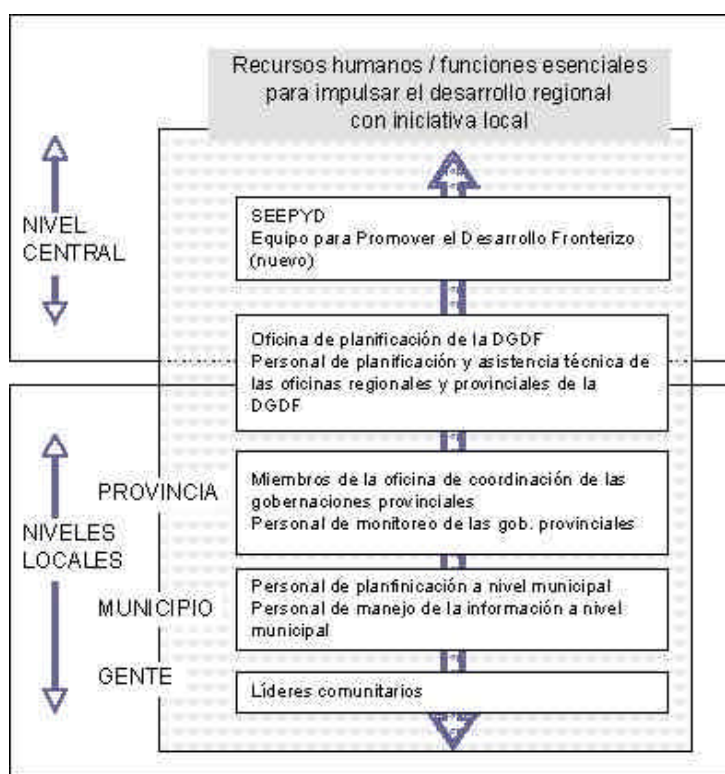 Recursos humanos / funciones esenciales
para impulsar el desarrollo regional
con iniciativa local
NIVEL
CENTRAL
SEEPYD
Equipo para Promover el Desarrollo Fronterizo
(nuevo)
Oficina de planificación de la DGDF
Personal de planificación y asistencia técnica de
las oficinas regionales y provinciales de la
DGDF
NIVELES
LOCALES
PROVINCIA
Miembros de la oficina de coordinación de las
gobernaciones provinciales
Personal de monitoreo de las gob. provinciales
MUNICIPIO
Personal de planfinicación a nivel municipal
Personal de manejo de la información a nivel
municipal
GENTE
Líderes comunitarios